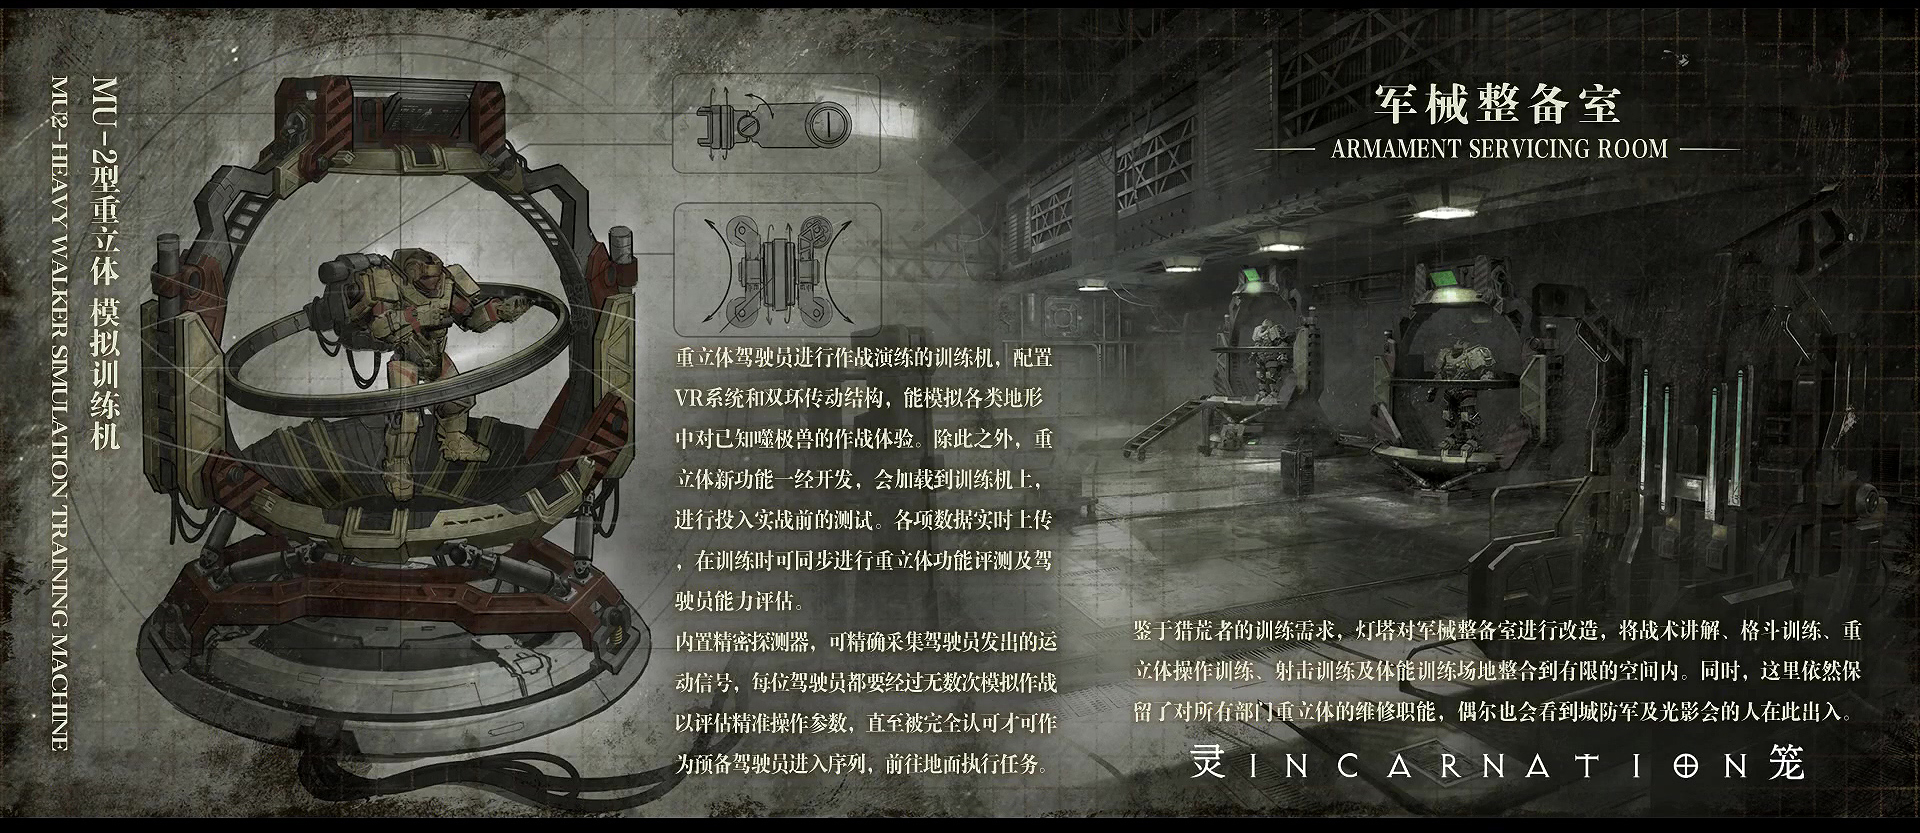 MU-2型重立体 模拟训练机
MU2-HEAVY WALKER SIMULATION TRAINING MACHINE
重立体驾驶员进行作战演练的训练机，配置
VR系统和双环传动结构，能模拟各类地形
中对已知噬极兽的作战体验。除此之外，重
立体新功能一经开发，会加载到训练机上，
进行投入实战前的测试。各项数据实时上传
，在训练时可同步进行重立体功能评测及驾
驶员能力评估。
内置精密探测器，可精确采集驾驶员发出的运
动信号，每位驾驶员都要经过无数次模拟作战
以评估精准操作参数，直至被完全认可才可作
为预备驾驶员进入序列，前往地面执行任务。
军械整备室
ARMAMENT SERVICING ROOM
鉴于猎荒者的训练需求，灯塔对军械整备室进行改造，将战术讲解、格斗训练、重
立体操作训练、射击训练及体能训练场地整合到有限的空间内。同时，这里依然保
留了对所有部门重立体的维修职能，偶尔也会看到城防军及光影会的人在此出入。
灵INCARNATION笼